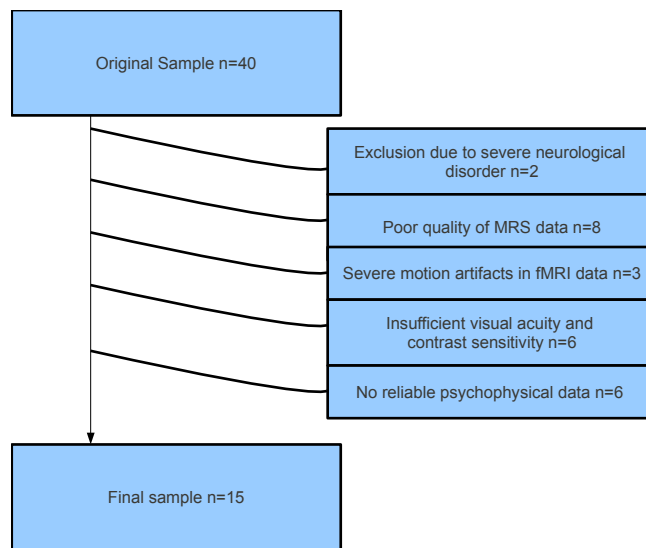 Original Sample n=40
Exclusion due to severe neurological
disorder n=2
Poor quality of MRS data n=8
Severe motion artifacts in fMRI data n=3
Insufficient visual acuity and
contrast sensitivity n=6
No reliable psychophysical data n=6
Final sample n=15